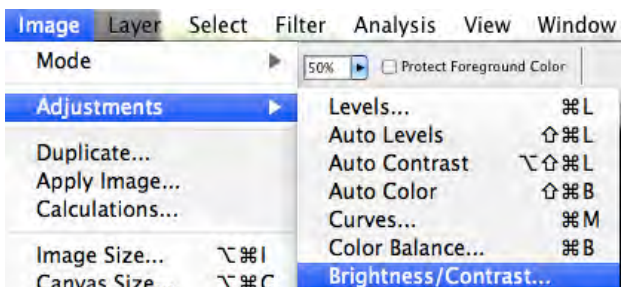 Image Layer Select Filter Analysis View Window
Mode
50% Protect Foreground Color
Adjustments
Levels... ⌘L
Auto Levels ⇧⌘L
Auto Contrast ⌥⇧⌘L
Auto Color ⇧⌘B
Curves... ⌘M
Color Balance... ⌘B
Brightness/Contrast...
Duplicate...
Apply Image...
Calculations...
Image Size... ⌥⌘I
Canvas Size... ⌥⌘C